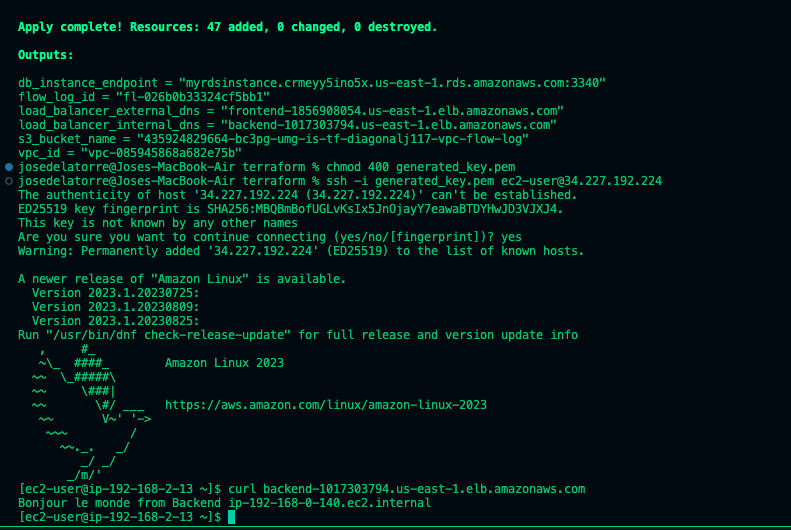 Apply complete! Resources: 47 added, 0 changed, 0 destroyed.
Outputs:
db_instance_endpoint = "myrdsinstance.crmeyy5ino5x.us-east-1.rds.amazonaws.com:3340"
flow_log_id = "fl-026b0b33324cf5bb1"
load_balancer_external_dns = "frontend-1856908054.us-east-1.elb.amazonaws.com"
load_balancer_internal_dns = "backend-1017303794.us-east-1.elb.amazonaws.com"
s3_bucket_name = "435924829664-bc3pg-umg-is-tf-diagonalj117-vpc-flow-log"
vpc_id = "vpc-085945868a682e75b"
josedelatorre@Joses-MacBook-Air terraform % chmod 400 generated_key.pem
josedelatorre@Joses-MacBook-Air terraform % ssh -i generated_key.pem ec2-user@34.227.192.224
The authenticity of host '34.227.192.224 (34.227.192.224)' can't be established.
ED25519 key fingerprint is SHA256:MBQBmBofUGLvKsIx5JnOjayY7eawaBTDYHwJD3VJXJ4.
This key is not known by any other names
Are you sure you want to continue connecting (yes/no/[fingerprint])? yes
Warning: Permanently added '34.227.192.224' (ED25519) to the list of known hosts.
A newer release of "Amazon Linux" is available.
  Version 2023.1.20230725:
  Version 2023.1.20230809:
  Version 2023.1.20230825:
Run "/usr/bin/dnf check-release-update" for full release and version update info
   ,     #_
   ~\_  ####_        Amazon Linux 2023
  ~~  \_#####\
  ~~     \###|
  ~~       \#/ ___   https://aws.amazon.com/linux/amazon-linux-2023
   ~~       V~' '->
    ~~~         /
      ~~._.   _/
         _/ _/
       _/m/'
[ec2-user@ip-192-168-2-13 ~]$ curl backend-1017303794.us-east-1.elb.amazonaws.com
Bonjour le monde from Backend ip-192-168-0-140.ec2.internal
[ec2-user@ip-192-168-2-13 ~]$